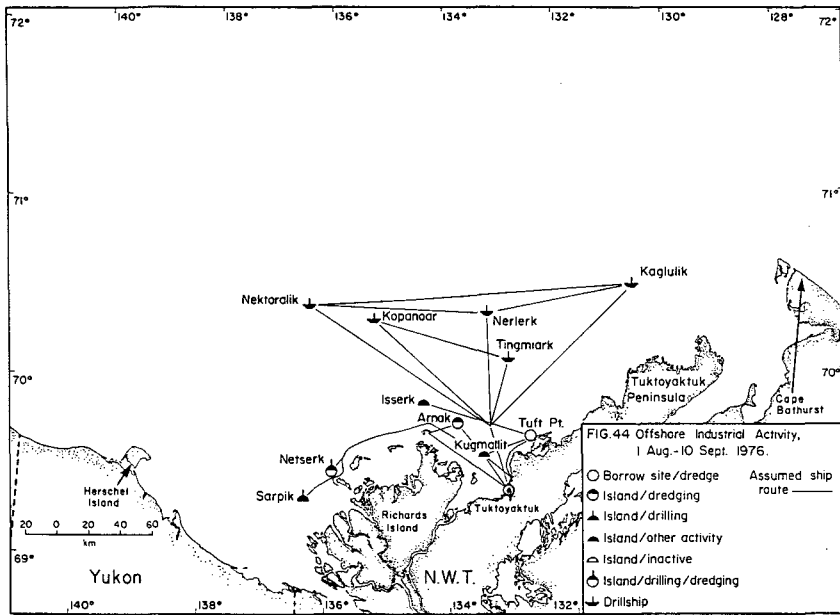 72°
140°
138°
136°
134°
132°
130°
128°
72°
71°
71°
Kaglulik
Nektoralik
Kopanoar
Nerlerk
Tingmiark
70°
70°
Tuktoyaktuk
Peninsula
Cape
Bathurst
Isserk
Arnak
Tuft Pt.
Kugmallit
Netserk
Sarpik
Herschel
Island
Richards
Island
Tuktoyaktuk
20 0 20 40 60
km
69°
Yukon
N.W.T.
140°
138°
136°
134°
132°
FIG.44 Offshore Industrial Activity,
1 Aug.-10 Sept. 1976.
Borrow site/dredge
Assumed ship
route
Island/dredging
Island/drilling
Island/other activity
Island/inactive
Island/drilling/dredging
Drillship